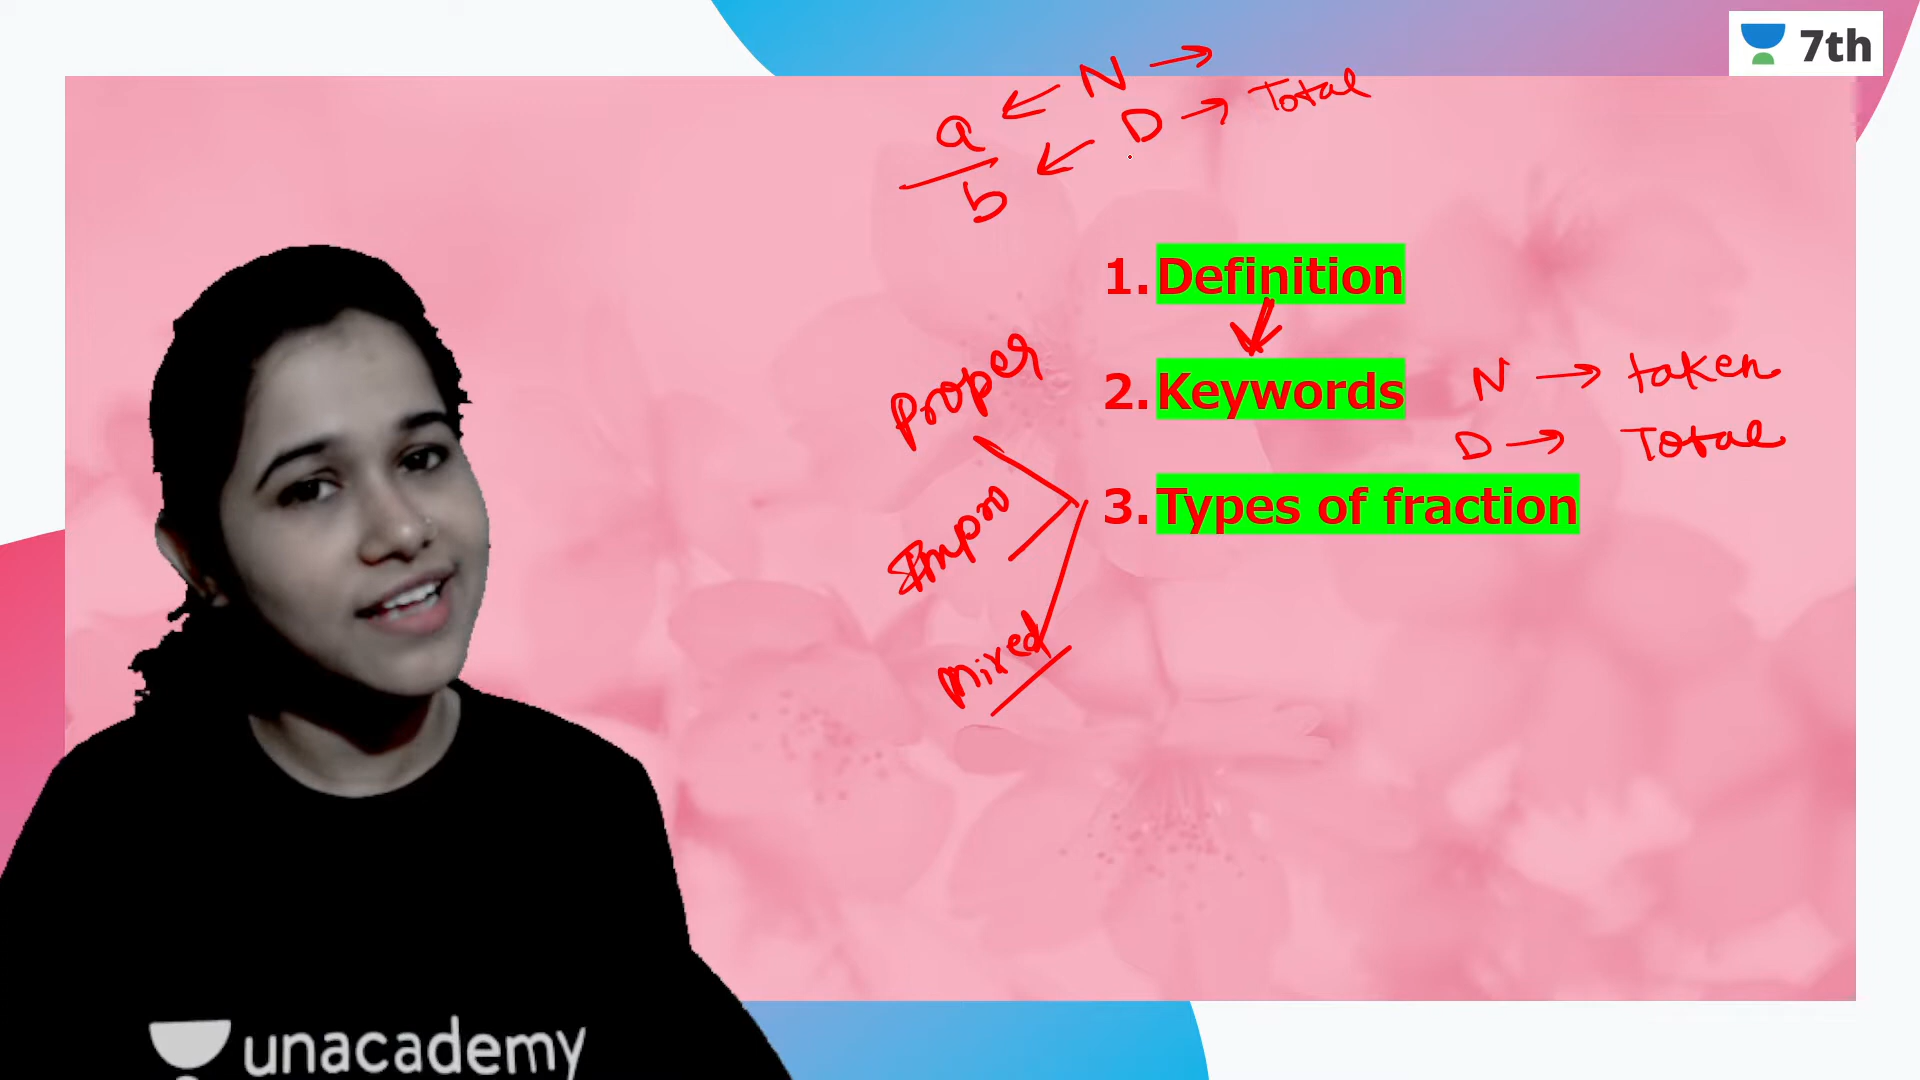 7th
a N →
b D → Total
1. Definition
2. Keywords
N → taken
D → Total
3. Types of fraction
Proper
Impro
Mixed
unacademy